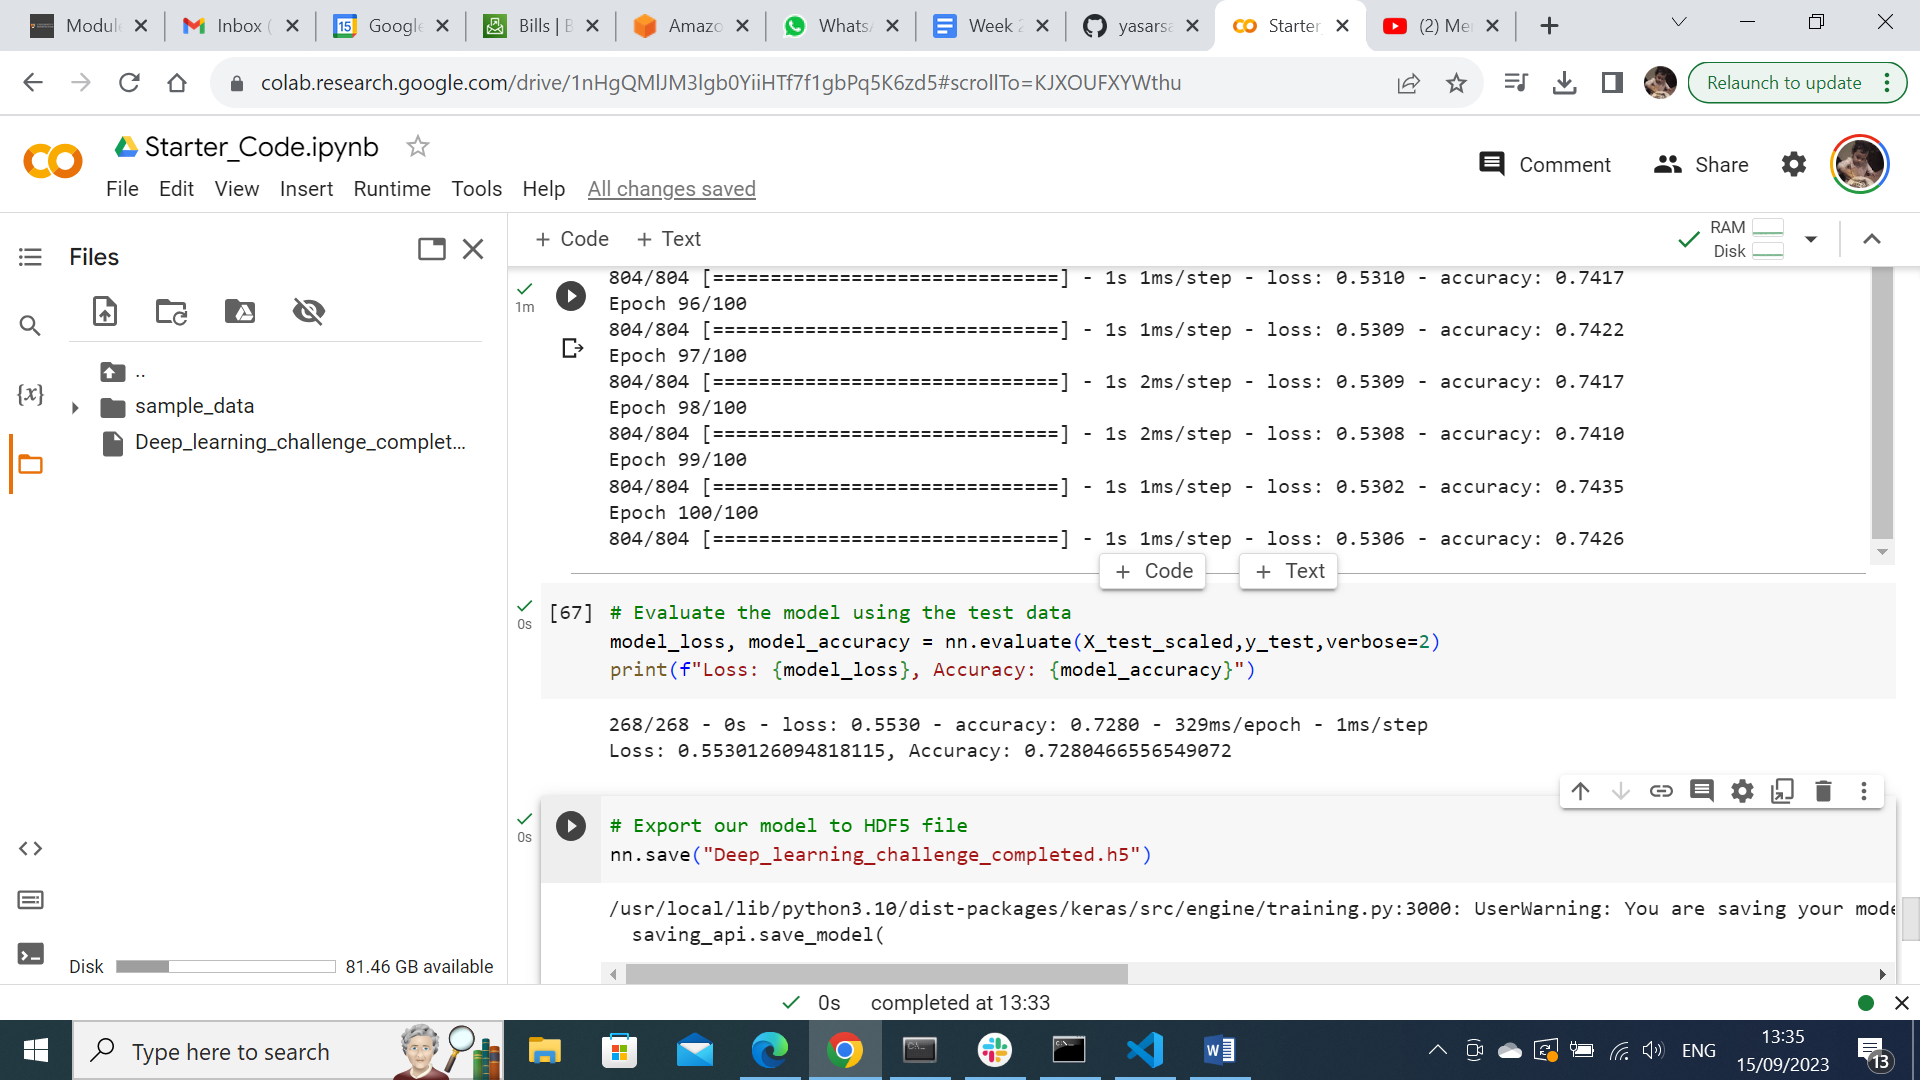 Module
Inbox (
15
Google
Bills | B
Amazo
WhatsA
Week 2
yasarsa
Starter_
(2) Me
colab.research.google.com/drive/1nHgQMlJM3lgb0YiiHTf7f1gbPq5K6zd5#scrollTo=KJXOUFXYWthu
Relaunch to update
Starter_Code.ipynb
Comment
Share
File Edit View Insert Runtime Tools Help All changes saved
Files
+ Code + Text
RAM
Disk
..
sample_data
Deep_learning_challenge_complet...
{x}
1m
804/804 [==============================] - 1s 1ms/step - loss: 0.5310 - accuracy: 0.7417
Epoch 96/100
804/804 [==============================] - 1s 1ms/step - loss: 0.5309 - accuracy: 0.7422
Epoch 97/100
804/804 [==============================] - 1s 2ms/step - loss: 0.5309 - accuracy: 0.7417
Epoch 98/100
804/804 [==============================] - 1s 2ms/step - loss: 0.5308 - accuracy: 0.7410
Epoch 99/100
804/804 [==============================] - 1s 1ms/step - loss: 0.5302 - accuracy: 0.7435
Epoch 100/100
804/804 [==============================] - 1s 1ms/step - loss: 0.5306 - accuracy: 0.7426
+ Code + Text
0s
[67] # Evaluate the model using the test data
model_loss, model_accuracy = nn.evaluate(X_test_scaled,y_test,verbose=2)
print(f"Loss: {model_loss}, Accuracy: {model_accuracy}")
268/268 - 0s - loss: 0.5530 - accuracy: 0.7280 - 329ms/epoch - 1ms/step
Loss: 0.5530126094818115, Accuracy: 0.7280466556549072
0s
# Export our model to HDF5 file
nn.save("Deep_learning_challenge_completed.h5")
/usr/local/lib/python3.10/dist-packages/keras/src/engine/training.py:3000: UserWarning: You are saving your mode
saving_api.save_model(
Disk 81.46 GB available
0s completed at 13:33
Type here to search
ENG
13:35
15/09/2023
13